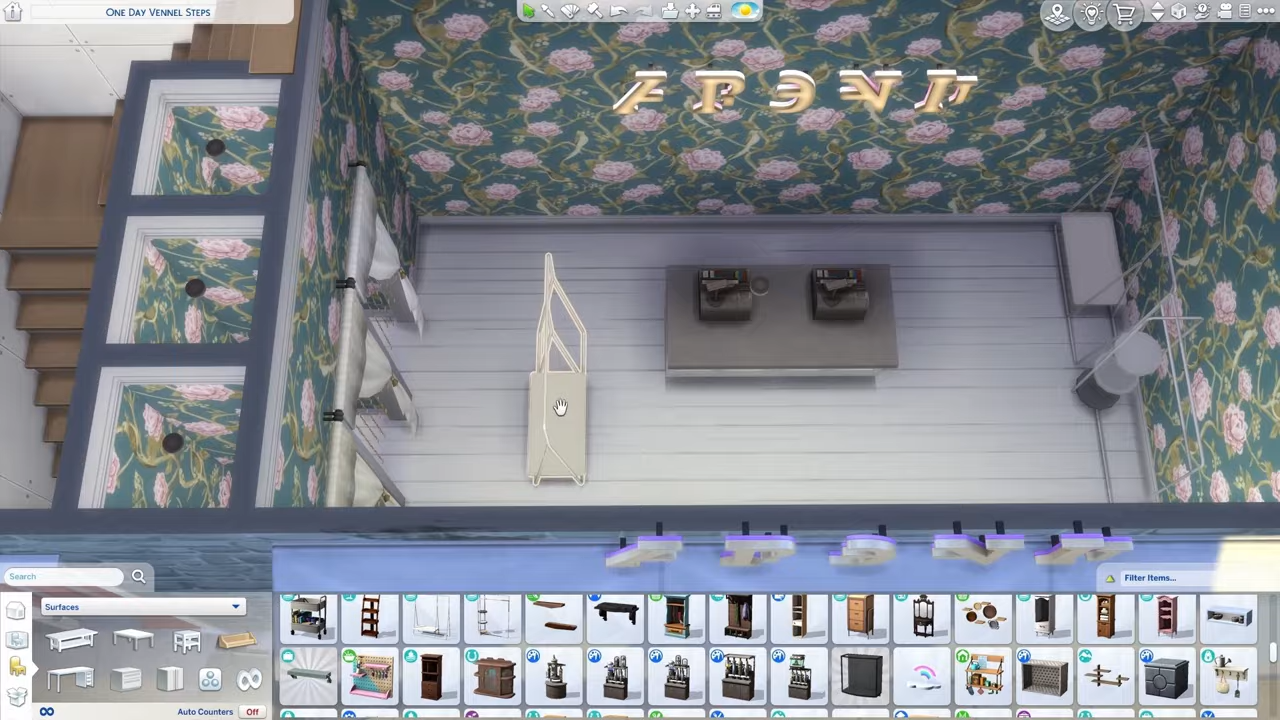 One Day Vennel Steps
Search
Filter Items...
Surfaces
Auto Counters
Off